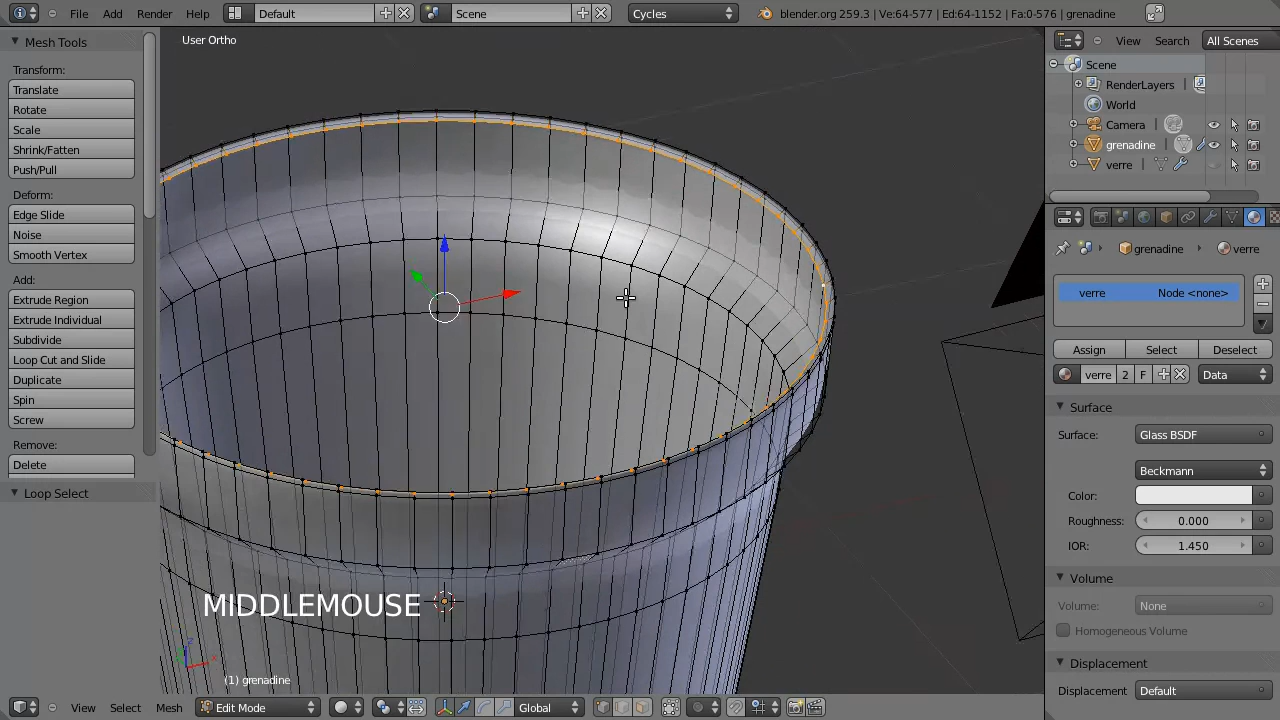 File Add Render Help Default Scene Cycles blender.org 259.3 | Ve:64-577 | Ed:64-1152 | Fa:0-576 | grenadine
Mesh Tools
Transform:
Translate
Rotate
Scale
Shrink/Fatten
Push/Pull
Deform:
Edge Slide
Noise
Smooth Vertex
Add:
Extrude Region
Extrude Individual
Subdivide
Loop Cut and Slide
Duplicate
Spin
Screw
Remove:
Delete
Loop Select
User Ortho
MIDDLEMOUSE
z
x
(1) grenadine
View Select Mesh Edit Mode Global
View Search All Scenes
Scene
RenderLayers
World
Camera
grenadine
verre
grenadine verre
verre Node <none>
Assign Select Deselect
verre 2 F Data
Surface
Surface: Glass BSDF
Beckmann
Color:
Roughness: 0.000
IOR: 1.450
Volume
Volume: None
Homogeneous Volume
Displacement
Displacement Default